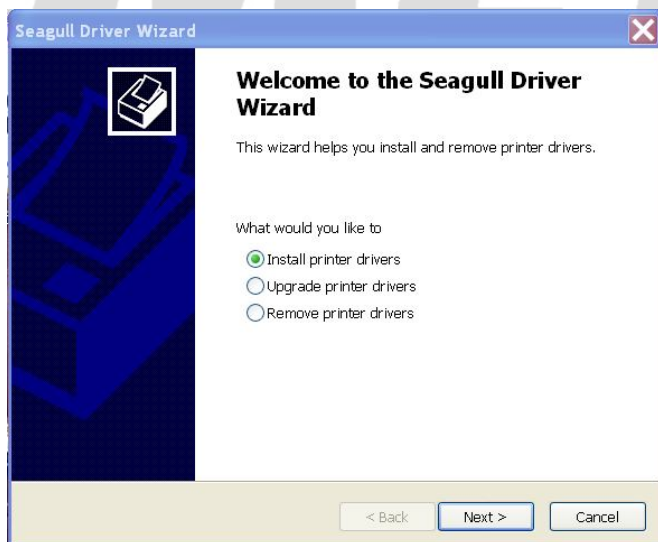 Seagull Driver Wizard
Welcome to the Seagull Driver
Wizard
This wizard helps you install and remove printer drivers.
What would you like to
Install printer drivers
Upgrade printer drivers
Remove printer drivers
< Back Next > Cancel